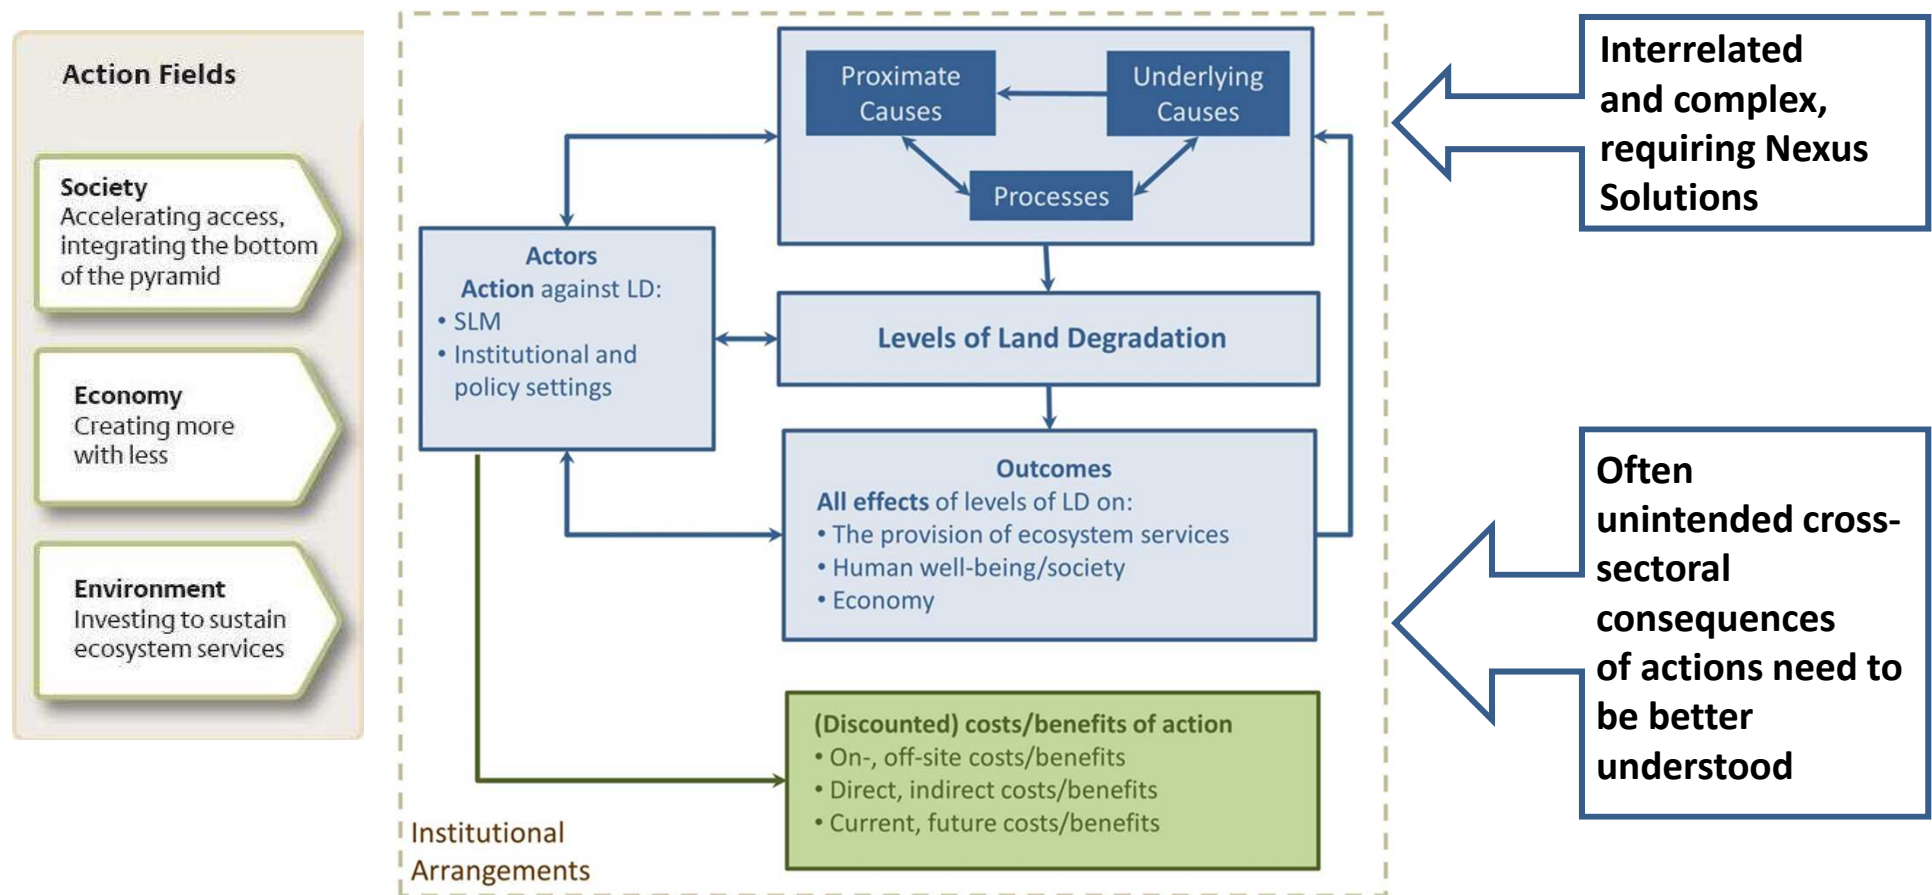 Action Fields
Society
Accelerating access,
integrating the bottom
of the pyramid
Economy
Creating more
with less
Environment
Investing to sustain
ecosystem services
Proximate
Causes
Underlying
Causes
Processes
Actors
Action against LD:
• SLM
• Institutional and
policy settings
Levels of Land Degradation
Outcomes
All effects of levels of LD on:
• The provision of ecosystem services
• Human well-being/society
• Economy
(Discounted) costs/benefits of action
• On-, off-site costs/benefits
• Direct, indirect costs/benefits
• Current, future costs/benefits
Institutional
Arrangements
Interrelated
and complex,
requiring Nexus
Solutions
Often
unintended cross-
sectoral
consequences
of actions need to
be better
understood